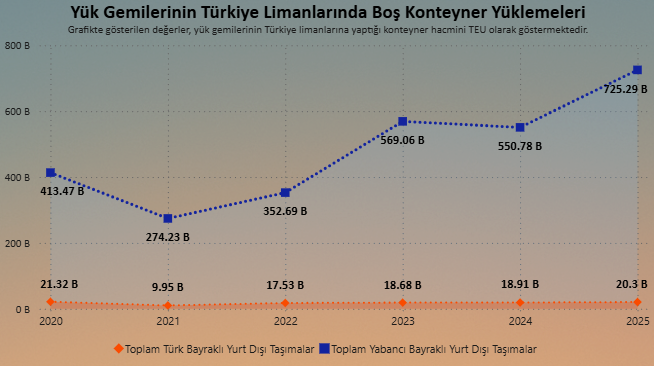 Yük Gemilerinin Türkiye Limanlarında Boş Konteyner Yüklemeleri
Grafikte gösterilen değerler, yük gemilerinin Türkiye limanlarına yaptığı konteyner hacmini TEU olarak göstermektedir.
800 B
600 B
400 B
200 B
0 B
413.47 B
274.23 B
352.69 B
569.06 B
550.78 B
725.29 B
21.32 B
9.95 B
17.53 B
18.68 B
18.91 B
20.3 B
2020
2021
2022
2023
2024
2025
Toplam Türk Bayraklı Yurt Dışı Taşımalar
Toplam Yabancı Bayraklı Yurt Dışı Taşımalar